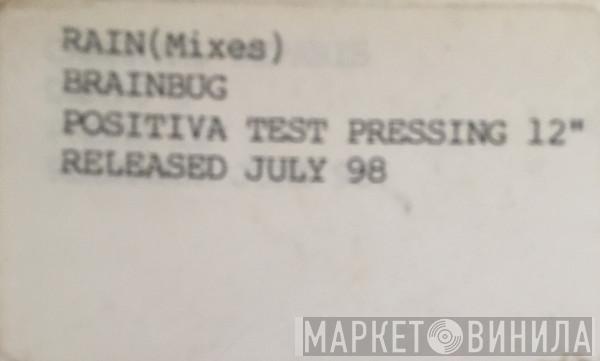 RAIN(Mixes)
BRAINBUG
POSITIVA TEST PRESSING 12"
RELEASED JULY 98
МАРКЕТ ВИНИЛА